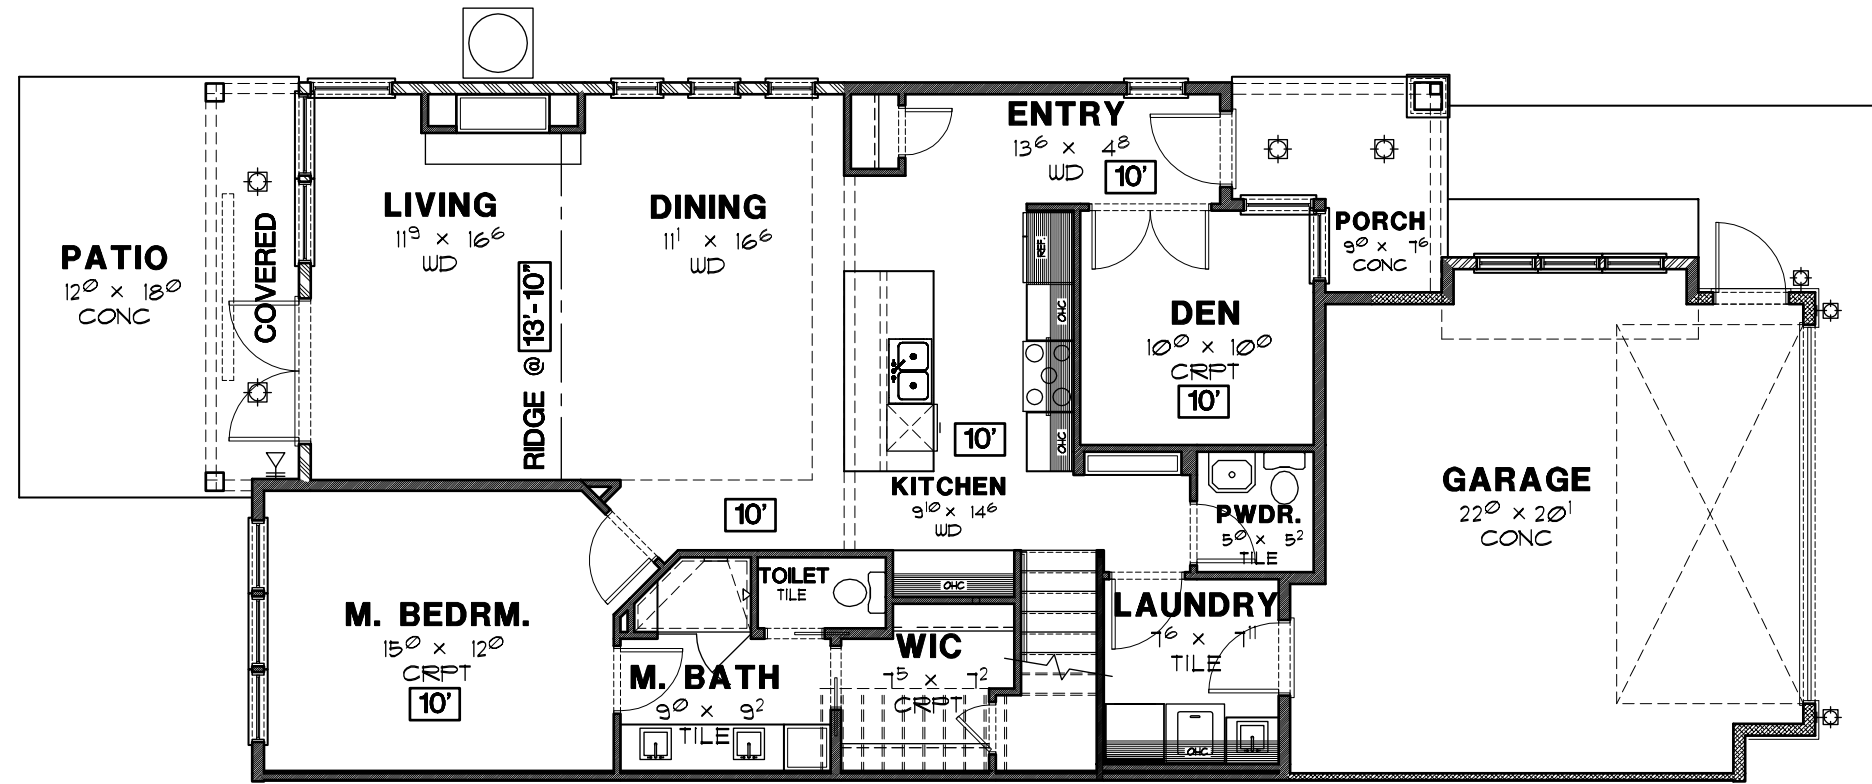 ENTRY
13⁶ × 4⁸
WD
10'
LIVING
11⁹ × 16⁶
WD
DINING
11¹ × 16⁶
WD
PATIO
12⁰ × 18⁰
CONC
COVERED
RIDGE @ 13'-10"
REF.
OHC
OHC
PORCH
9⁰ × 7⁶
CONC
DEN
10⁰ × 10⁰
CRPT
10'
10'
KITCHEN
9¹⁰ × 14⁶
WD
10'
GARAGE
22⁰ × 20¹
CONC
PWDR.
5⁰ × 5²
TILE
TOILET
TILE
OHC
M. BEDRM.
15⁰ × 12⁰
CRPT
10'
M. BATH
9⁰ × 9²
TILE
WIC
7⁵ × 7²
CRPT
LAUNDRY
7⁶ × 7¹¹
TILE
OHC